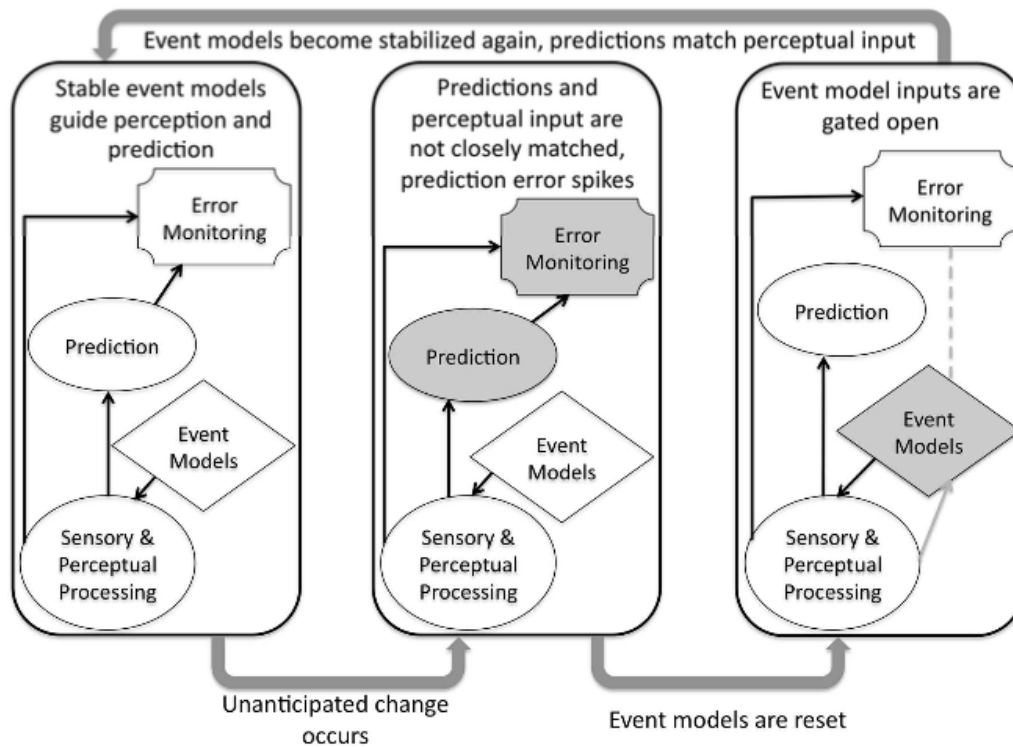 Event models become stabilized again, predictions match perceptual input
Stable event models
guide perception and
prediction
Error
Monitoring
Prediction
Event
Models
Sensory &
Perceptual
Processing
Predictions and
perceptual input are
not closely matched,
prediction error spikes
Error
Monitoring
Prediction
Event
Models
Sensory &
Perceptual
Processing
Event model inputs are
gated open
Error
Monitoring
Prediction
Event
Models
Sensory &
Perceptual
Processing
Unanticipated change
occurs
Event models are reset